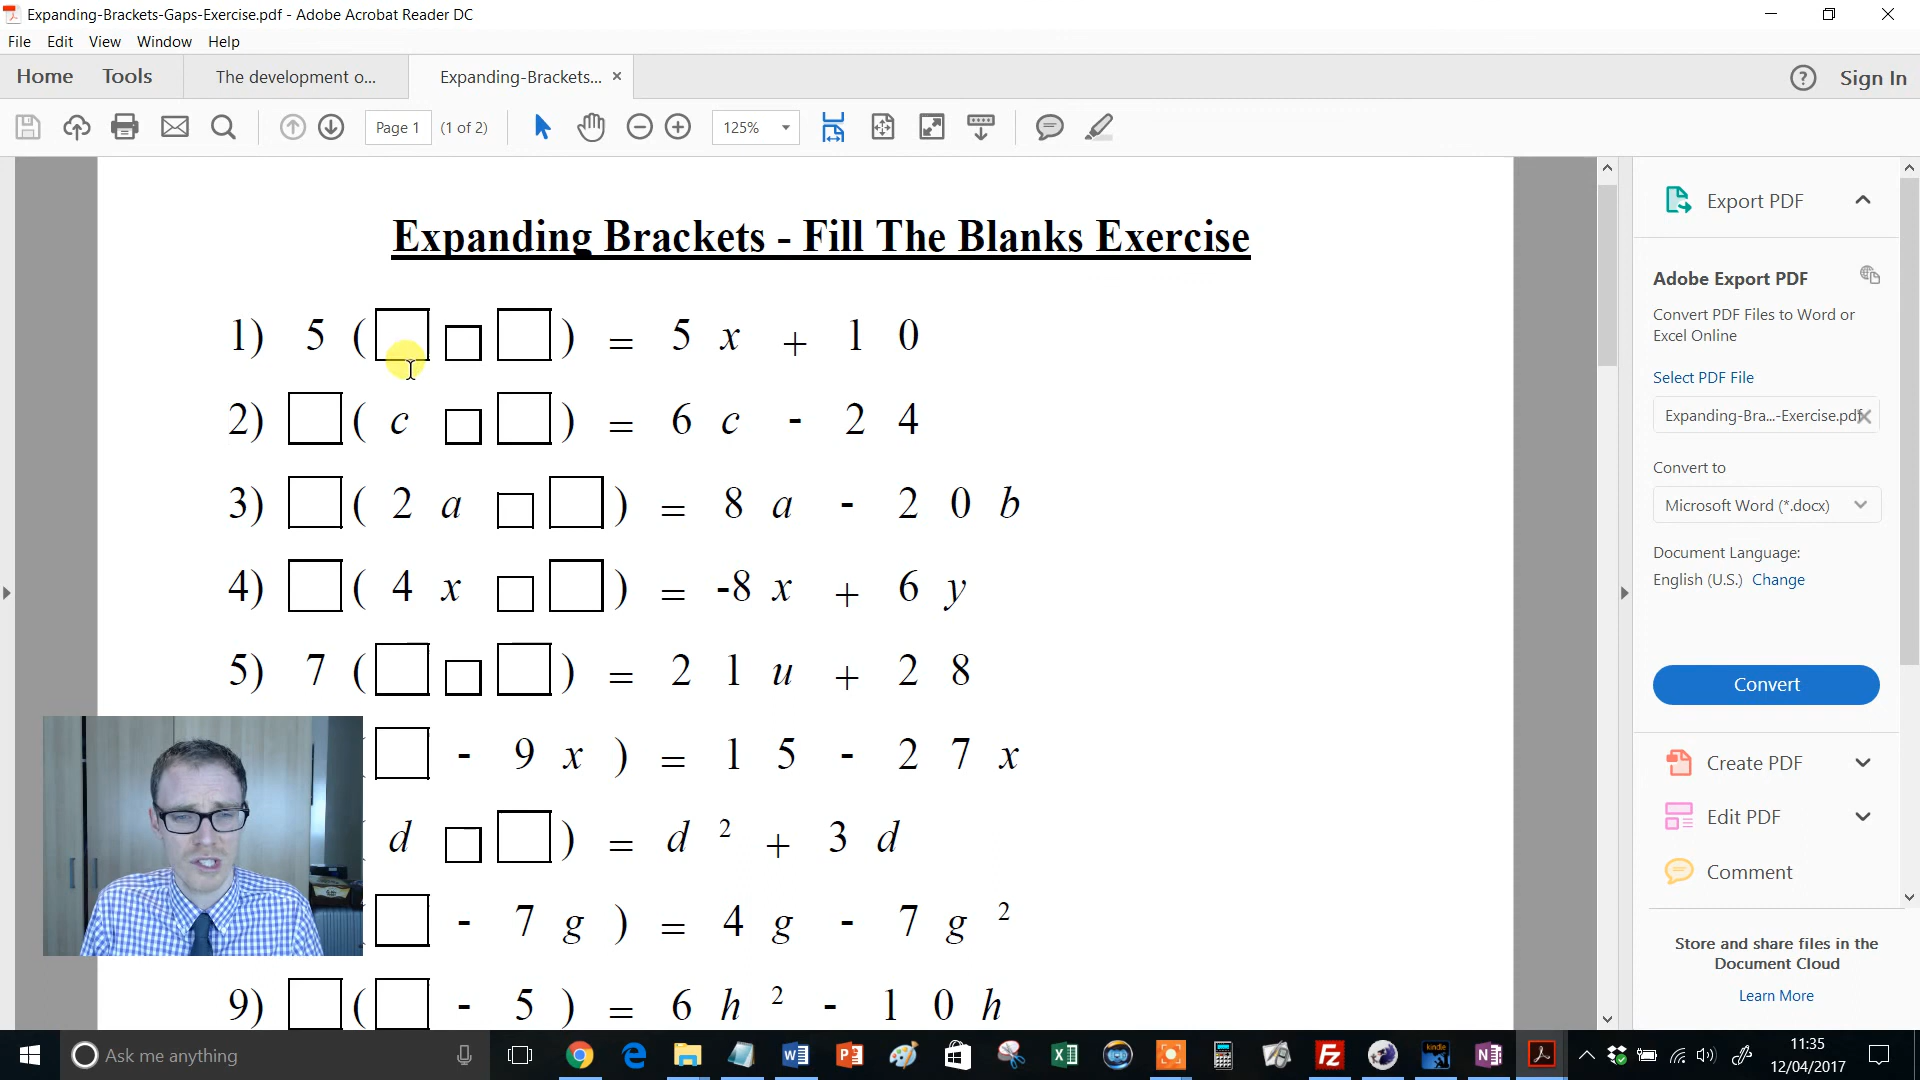 Expanding-Brackets-Gaps-Exercise.pdf - Adobe Acrobat Reader DC
File Edit View Window Help
Home Tools The development o... Expanding-Brackets... × Sign In
Page 1 (1 of 2) 125%
Expanding Brackets - Fill The Blanks Exercise
1) 5 ( □ □ □ ) = 5 x + 1 0
2) □ ( c □ □ ) = 6 c - 2 4
3) □ ( 2 a □ □ ) = 8 a - 2 0 b
4) □ ( 4 x □ □ ) = -8 x + 6 y
5) 7 ( □ □ □ ) = 2 1 u + 2 8
□ - 9 x ) = 1 5 - 2 7 x
d □ □ ) = d ² + 3 d
□ - 7 g ) = 4 g - 7 g ²
9) □ ( □ - 5 ) = 6 h ² - 1 0 h
Export PDF
Adobe Export PDF
Convert PDF Files to Word or
Excel Online
Select PDF File
Expanding-Bra...-Exercise.pdf
Convert to
Microsoft Word (*.docx)
Document Language:
English (U.S.) Change
Convert
Create PDF
Edit PDF
Comment
Store and share files in the
Document Cloud
Learn More
Ask me anything
11:35
12/04/2017